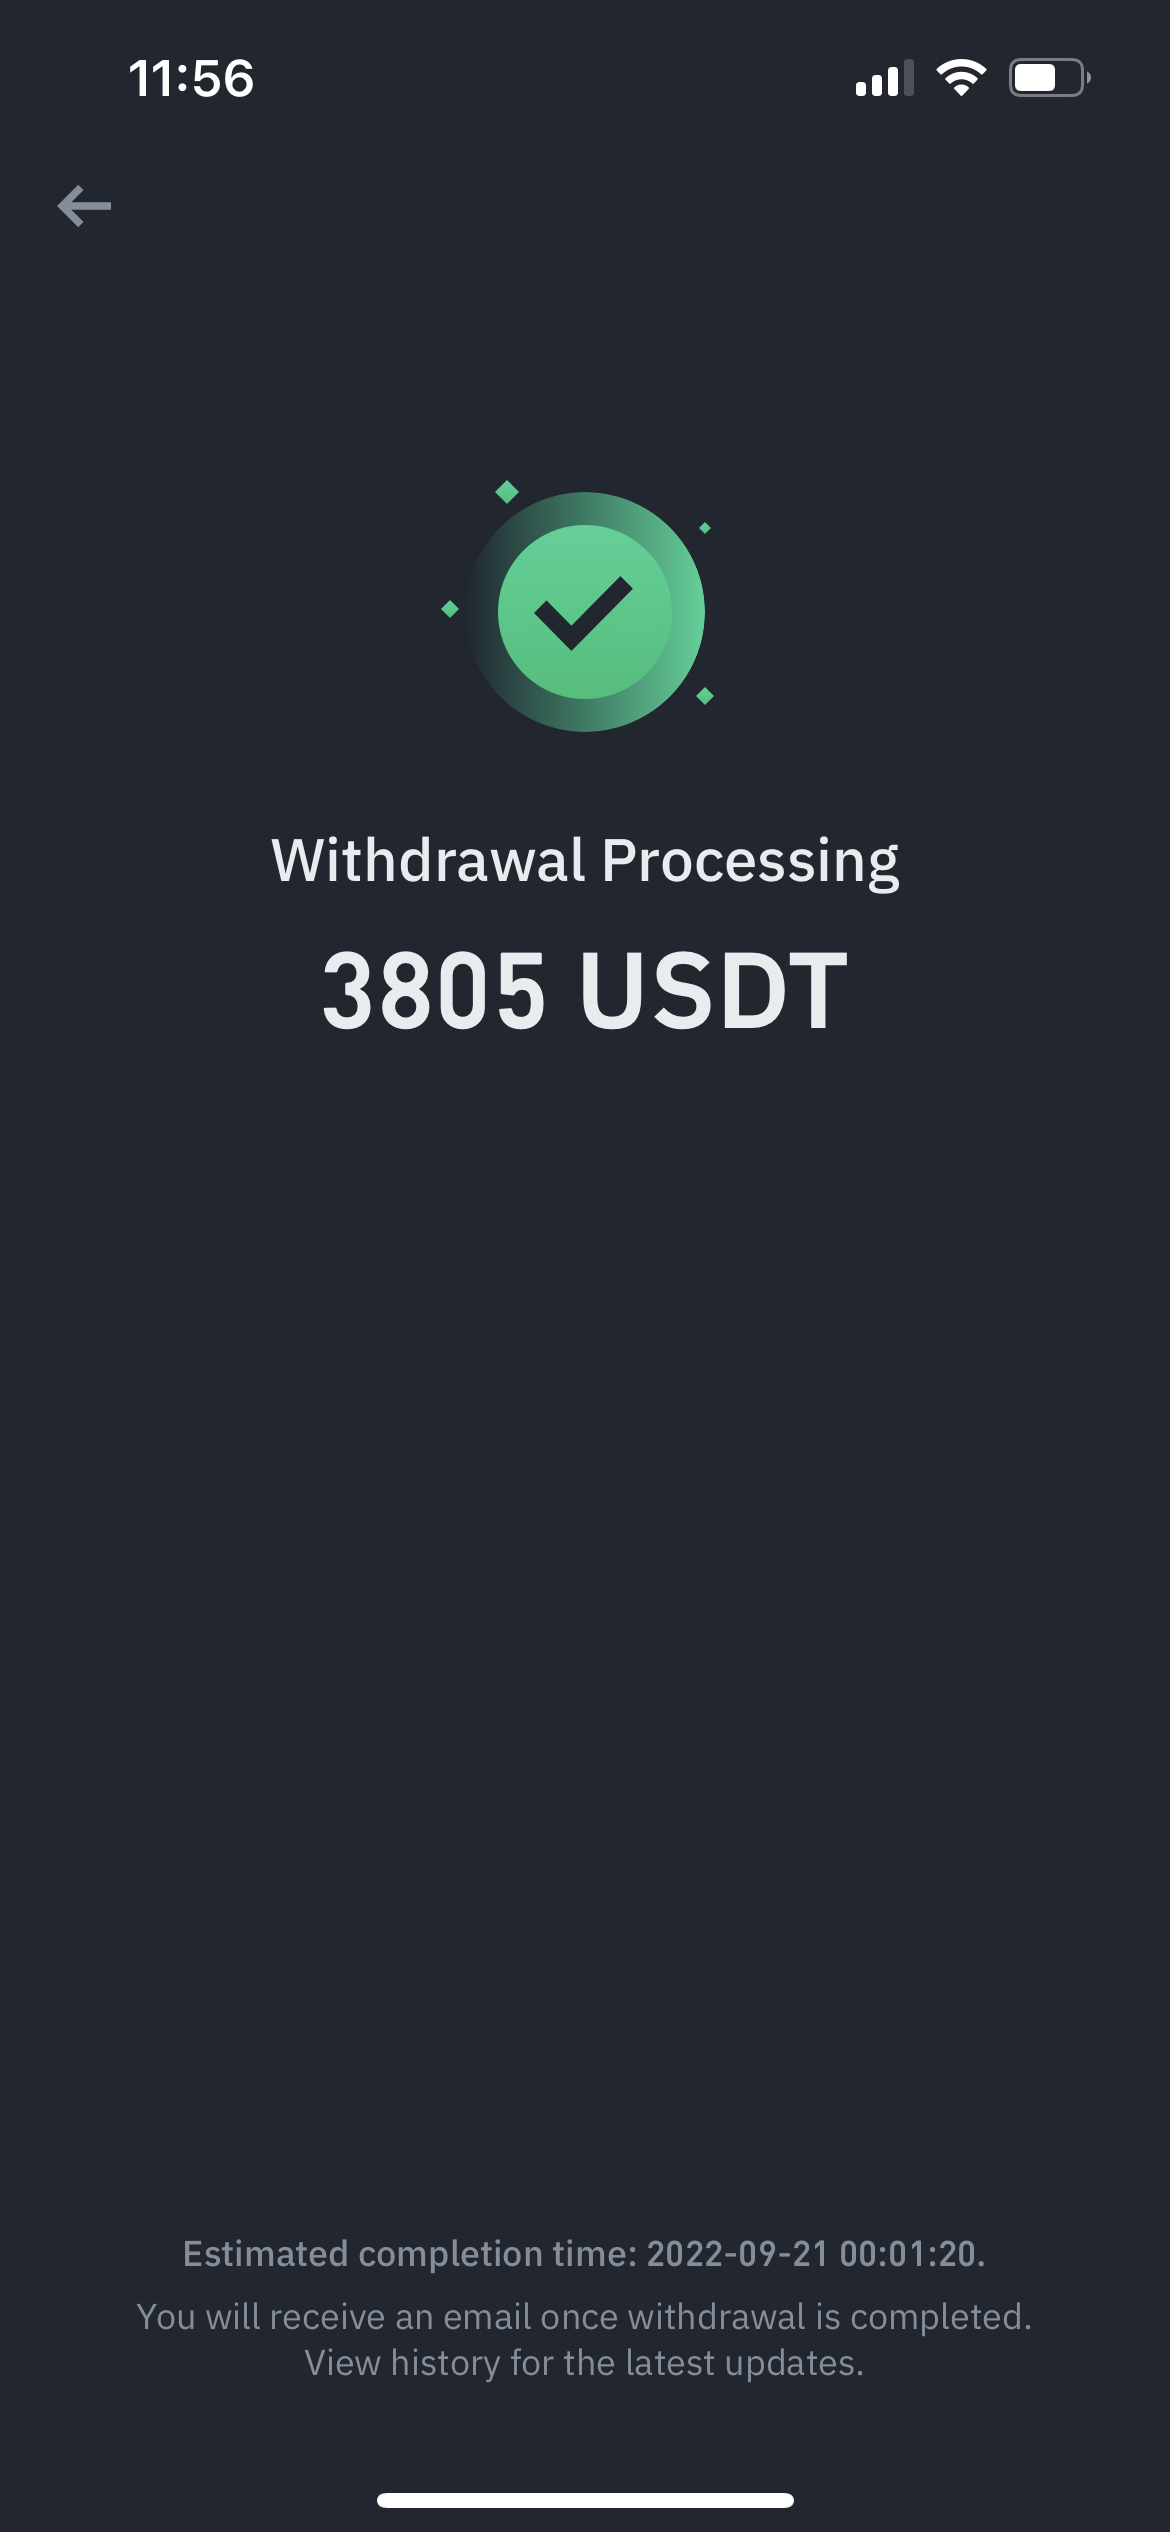 11:56
Withdrawal Processing
3805 USDT
Estimated completion time: 2022-09-21 00:01:20.
You will receive an email once withdrawal is completed.
View history for the latest updates.